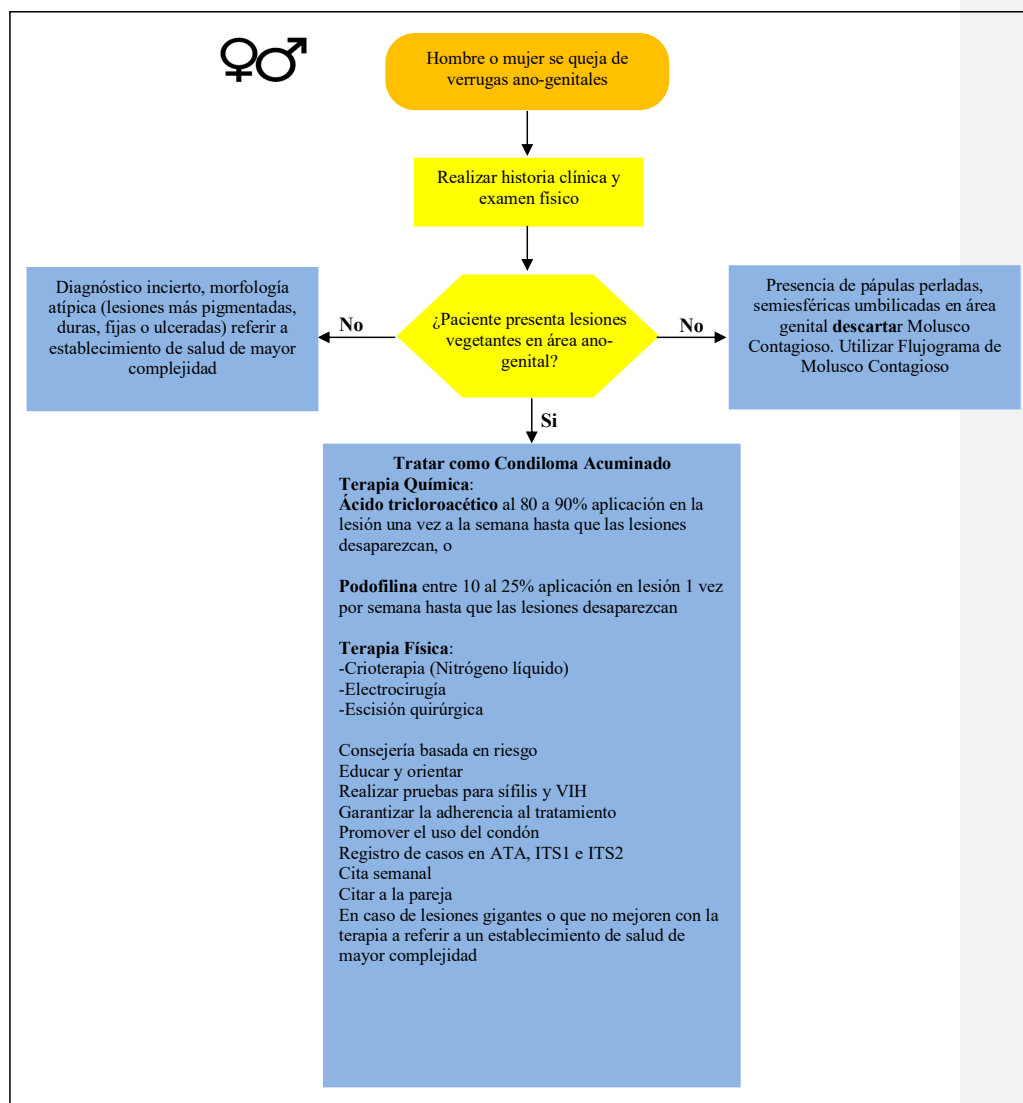 Hombre o mujer se queja de
verrugas ano-genitales
Realizar historia clínica y
examen físico
Diagnóstico incierto, morfología
atípica (lesiones más pigmentadas,
duras, fijas o ulceradas) referir a
establecimiento de salud de mayor
complejidad
No
¿Paciente presenta lesiones
vegetantes en área ano-
genital?
No
Presencia de pápulas perladas,
semiesféricas umbilicadas en área
genital descartar Molusco
Contagioso. Utilizar Flujograma de
Molusco Contagioso
Si
Tratar como Condiloma Acuminado
Terapia Química:
Ácido tricloroacético al 80 a 90% aplicación en la
lesión una vez a la semana hasta que las lesiones
desaparezcan, o
Podofilina entre 10 al 25% aplicación en lesión 1 vez
por semana hasta que las lesiones desaparezcan
Terapia Física:
-Crioterapia (Nitrógeno líquido)
-Electrocirugía
-Escisión quirúrgica
Consejería basada en riesgo
Educar y orientar
Realizar pruebas para sífilis y VIH
Garantizar la adherencia al tratamiento
Promover el uso del condón
Registro de casos en ATA, ITS1 e ITS2
Cita semanal
Citar a la pareja
En caso de lesiones gigantes o que no mejoren con la
terapia a referir a un establecimiento de salud de
mayor complejidad